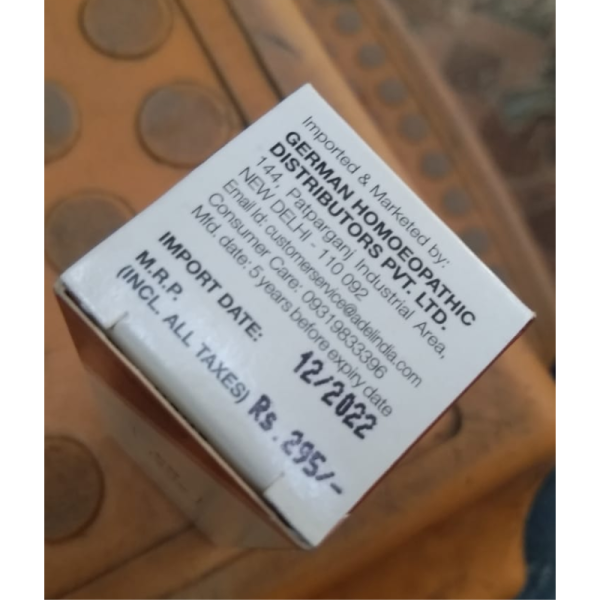 Imported & Marketed by:
GERMAN HOMOEOPATHIC
DISTRIBUTORS PVT. LTD.
144, Patparganj Industrial Area,
NEW DELHI - 110 092
Email id: customerservice@adelindia.com
Consumer Care: 09319833396
Mfd. date: 5 years before expiry date
IMPORT DATE: 12/2022
M.R.P.
(INCL. ALL TAXES) Rs. 295/-